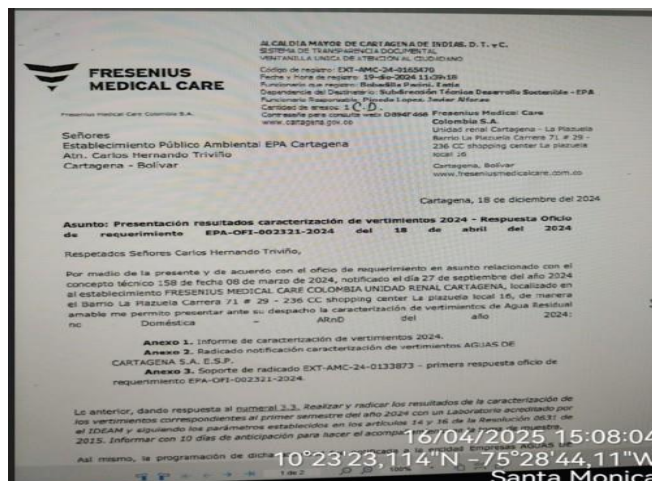 ALCALDIA MAYOR DE CARTAGENA DE INDIAS. D. T. y C.
SISTEMA DE TRANSPARENCIA DOCUMENTAL
VENTANILLA UNICA DE ATENCIÓN AL CIUDADANO
Código de registro: EXT-AMC-24-0165470
Fecha y hora de registro: 19-dic-2024 11:39:18
Funcionario que registro: Bobadilla Pacini, Katia
Dependencia del Destinatario: Subdirección Técnica Desarrollo Sostenible - EPA
Funcionario Responsable: Pinedo Lopez, Javier Alfonso
Cantidad de anexos: 1 C.D.
Contraseña para consulta web: D894F468
www.cartagena.gov.co
FRESENIUS
MEDICAL CARE
Fresenius Medical Care Colombia S.A.
Fresenius Medical Care
Colombia S.A.
Unidad renal Cartagena - La Plazuela
Barrio La Plazuela Carrera 71 # 29 -
236 CC shopping center La plazuela
local 16
Cartagena, Bolívar
www.freseniusmedicalcare.com.co
Señores
Establecimiento Público Ambiental EPA Cartagena
Atn. Carlos Hernando Triviño
Cartagena - Bolívar
Cartagena, 18 de diciembre del 2024
Asunto: Presentación resultados caracterización de vertimientos 2024 - Respuesta Oficio
de requerimiento EPA-OFI-002321-2024 del 18 de abril del 2024
Respetados Señores Carlos Hernando Triviño,
Por medio de la presente y de acuerdo con el oficio de requerimiento en asunto relacionado con el
concepto técnico 158 de fecha 08 de marzo de 2024, notificado el día 27 de septiembre del año 2024
al establecimiento FRESENIUS MEDICAL CARE COLOMBIA UNIDAD RENAL CARTAGENA, localizado en
el Barrio La Plazuela Carrera 71 # 29 - 236 CC shopping center La plazuela local 16, de manera
amable me permito presentar ante su despacho la caracterización de vertimientos de Agua Residual
no Doméstica – ARnD del año 2024:
Anexo 1. Informe de caracterización de vertimientos 2024.
Anexo 2. Radicado notificación caracterización de vertimientos AGUAS DE
CARTAGENA S.A. E.S.P.
Anexo 3. Soporte de radicado EXT-AMC-24-0133873 - primera respuesta oficio de
requerimiento EPA-OFI-002321-2024.
Lo anterior, dando respuesta al numeral 3.3. Realizar y radicar los resultados de la caracterización de
los vertimientos correspondientes al primer semestre del año 2024 con un Laboratorio acreditado por
el IDEAM y siguiendo los parámetros establecidos en los artículos 14 y 16 de la Resolución 0631 de
2015. Informar con 10 días de anticipación para hacer el
Así mismo, la programación de
1 de 2
16/04/2025 15:08:04
10°23'23,114"N -75°28'44,11"W
Santa Monica